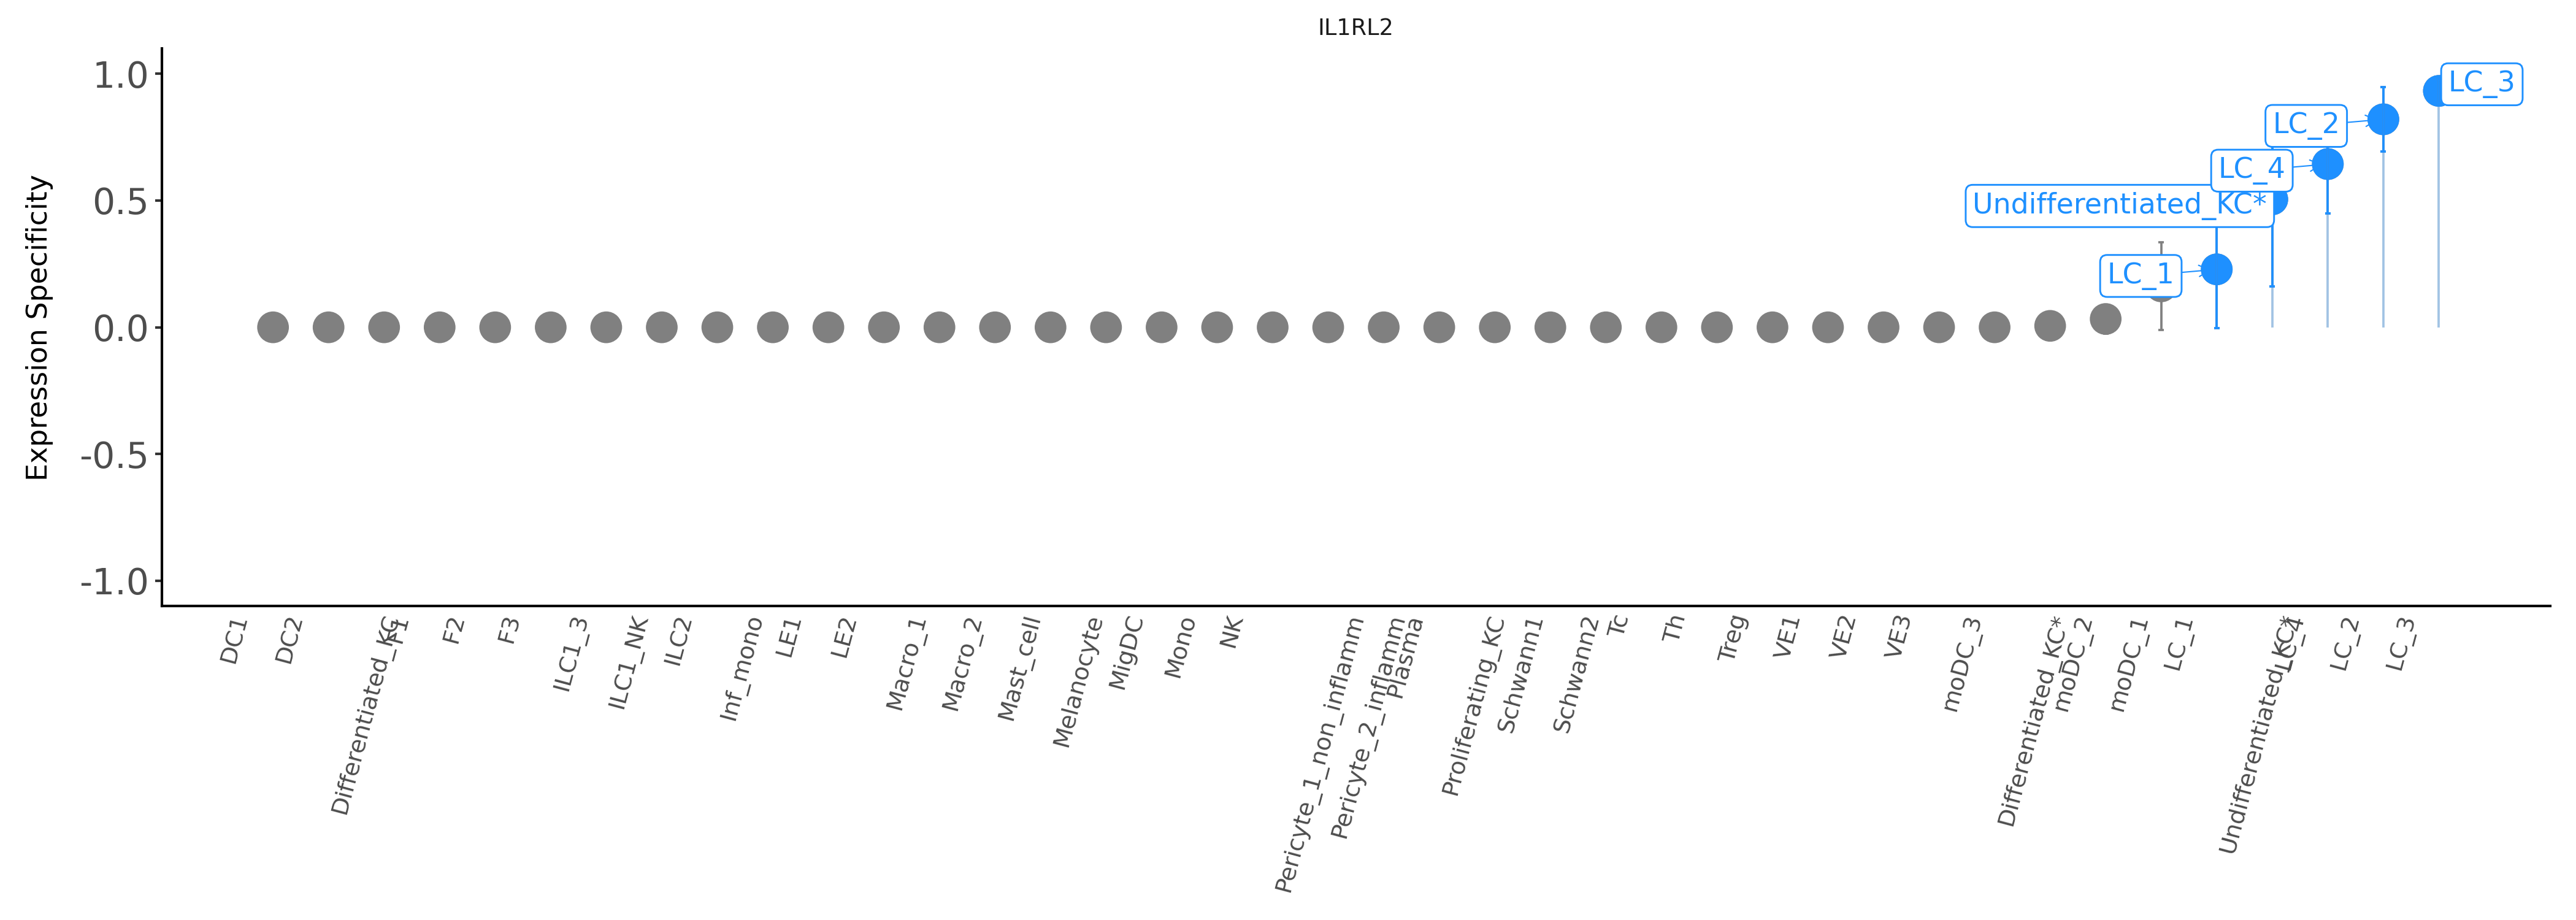 IL1RL2
Expression Specificity
1.0
0.5
0.0
-0.5
-1.0
LC_3
LC_2
LC_4
Undifferentiated_KC*
LC_1
DC1
DC2
Differentiated_KC
F1
F2
F3
ILC1_3
ILC1_NK
ILC2
Inf_mono
LE1
LE2
Macro_1
Macro_2
Mast_cell
Melanocyte
MigDC
Mono
NK
Pericyte_1_non_inflamm
Pericyte_2_inflamm
Plasma
Proliferating_KC
Schwann1
Schwann2
Tc
Th
Treg
VE1
VE2
VE3
moDC_3
Differentiated_KC*
moDC_2
moDC_1
LC_1
Undifferentiated_KC*
LC_4
LC_2
LC_3